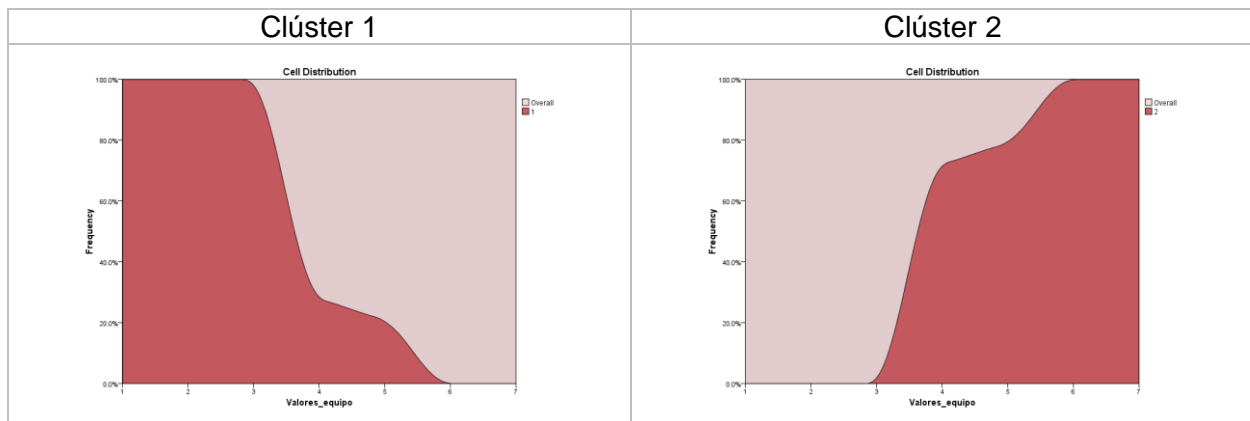 Clúster 1
Clúster 2
Cell Distribution
100.0%
80.0%
60.0%
40.0%
20.0%
0.0%
Frequency
1 2 3 4 5 6 7
Valores_equipo
Overall
1
Cell Distribution
100.0%
80.0%
60.0%
40.0%
20.0%
0.0%
Frequency
1 2 3 4 5 6 7
Valores_equipo
Overall
2